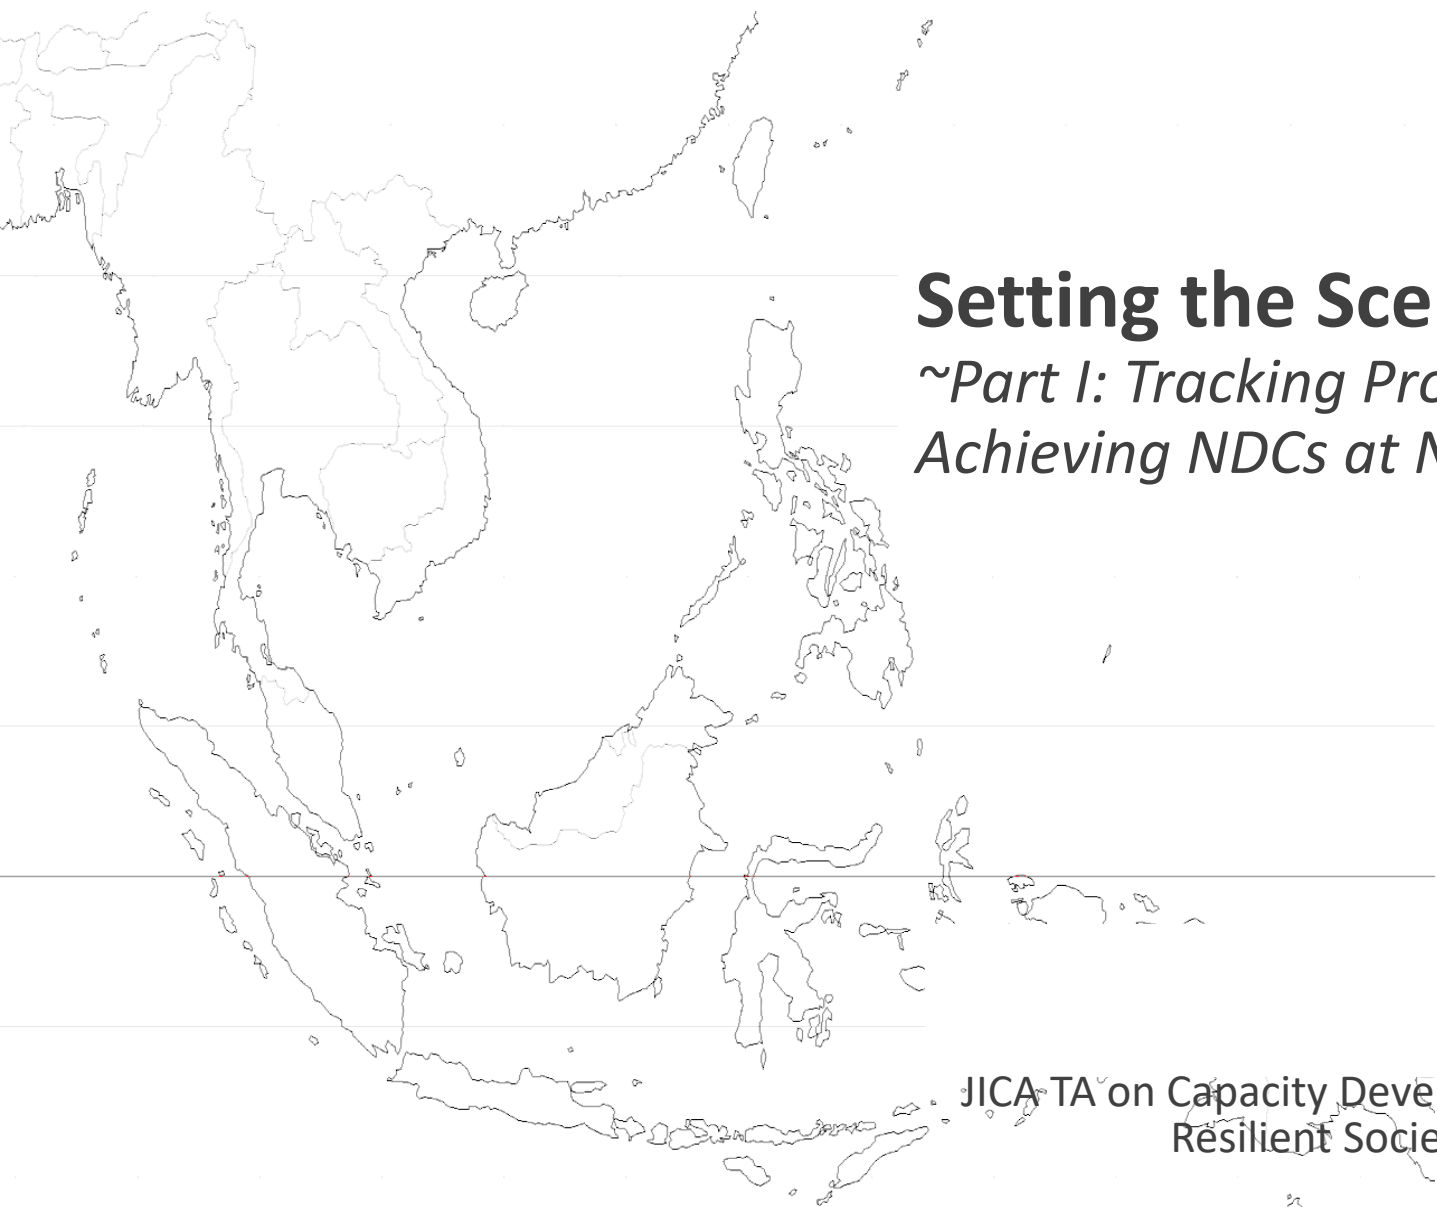 Setting the Sce
~Part I: Tracking Pro
Achieving NDCs at N
JICA TA on Capacity Deve
Resilient Socie